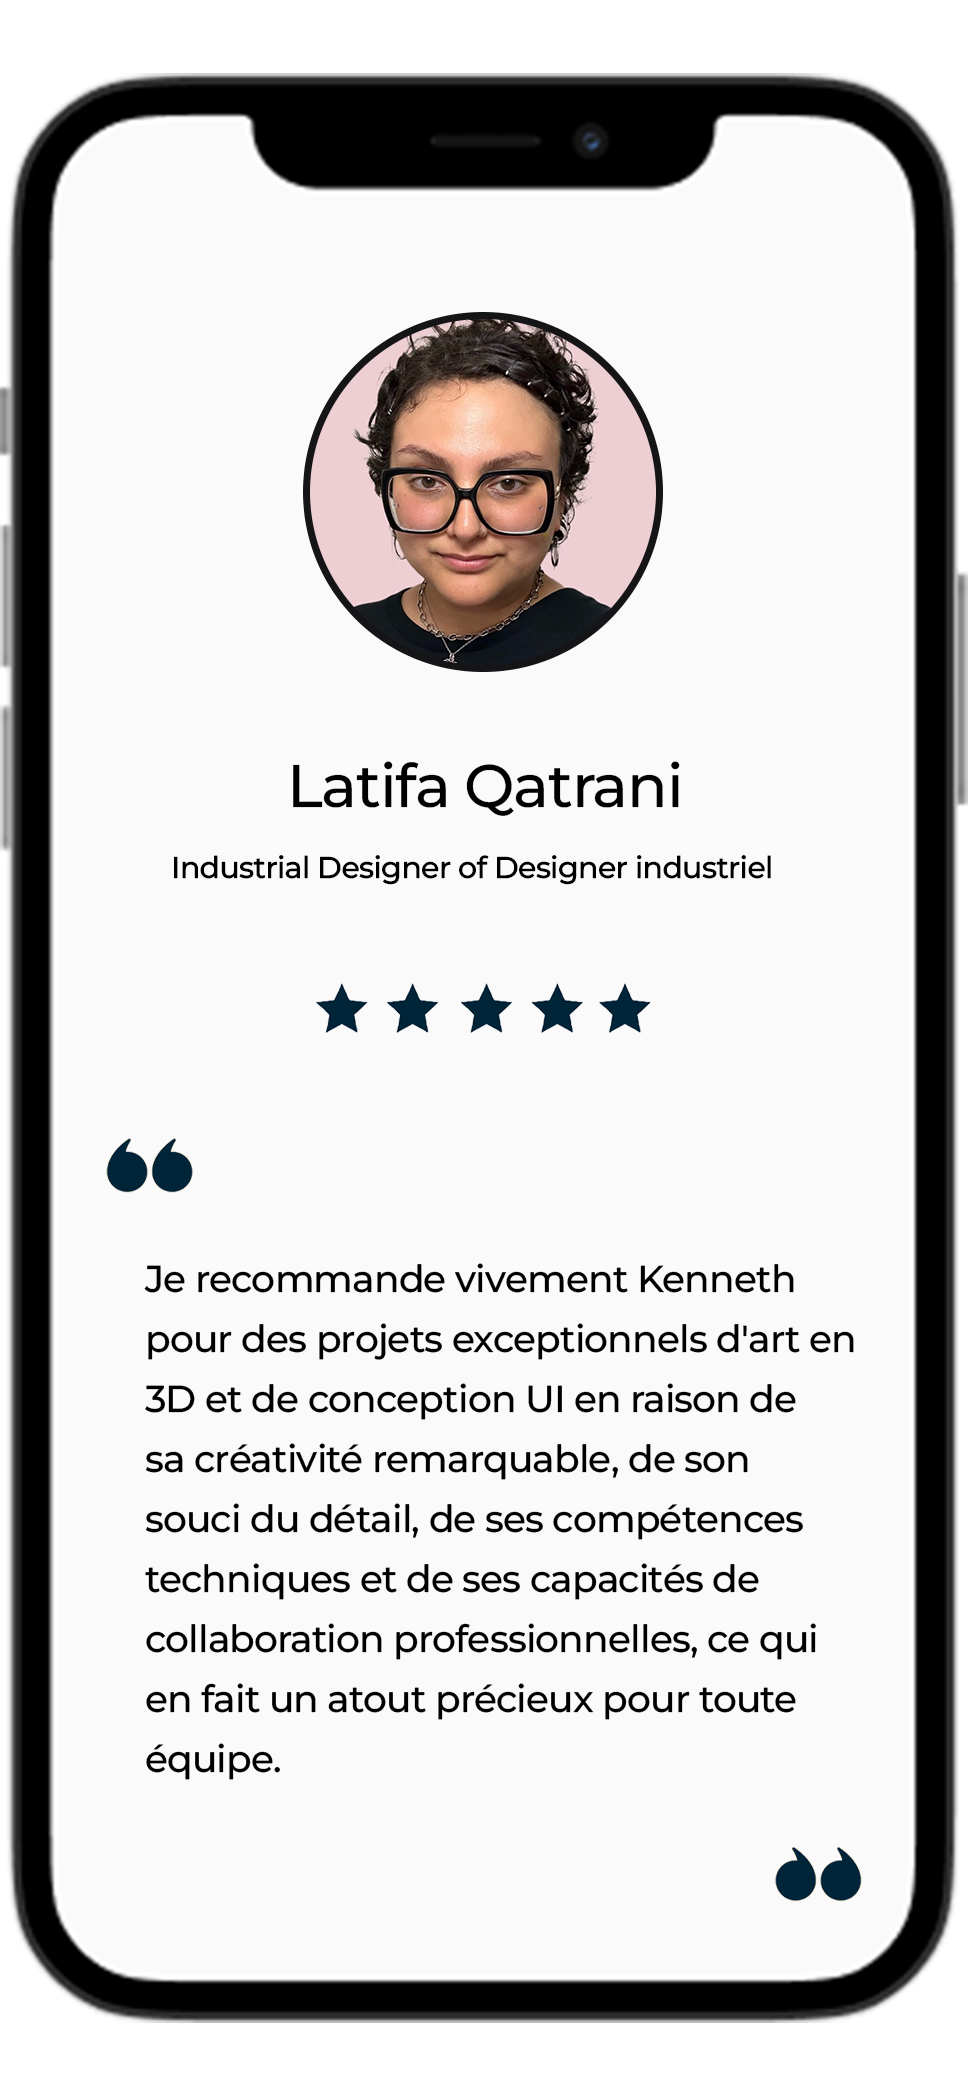 Latifa Qatrani
Industrial Designer of Designer industriel
Je recommande vivement Kenneth
pour des projets exceptionnels d'art en
3D et de conception UI en raison de
sa créativité remarquable, de son
souci du détail, de ses compétences
techniques et de ses capacités de
collaboration professionnelles, ce qui
en fait un atout précieux pour toute
équipe.